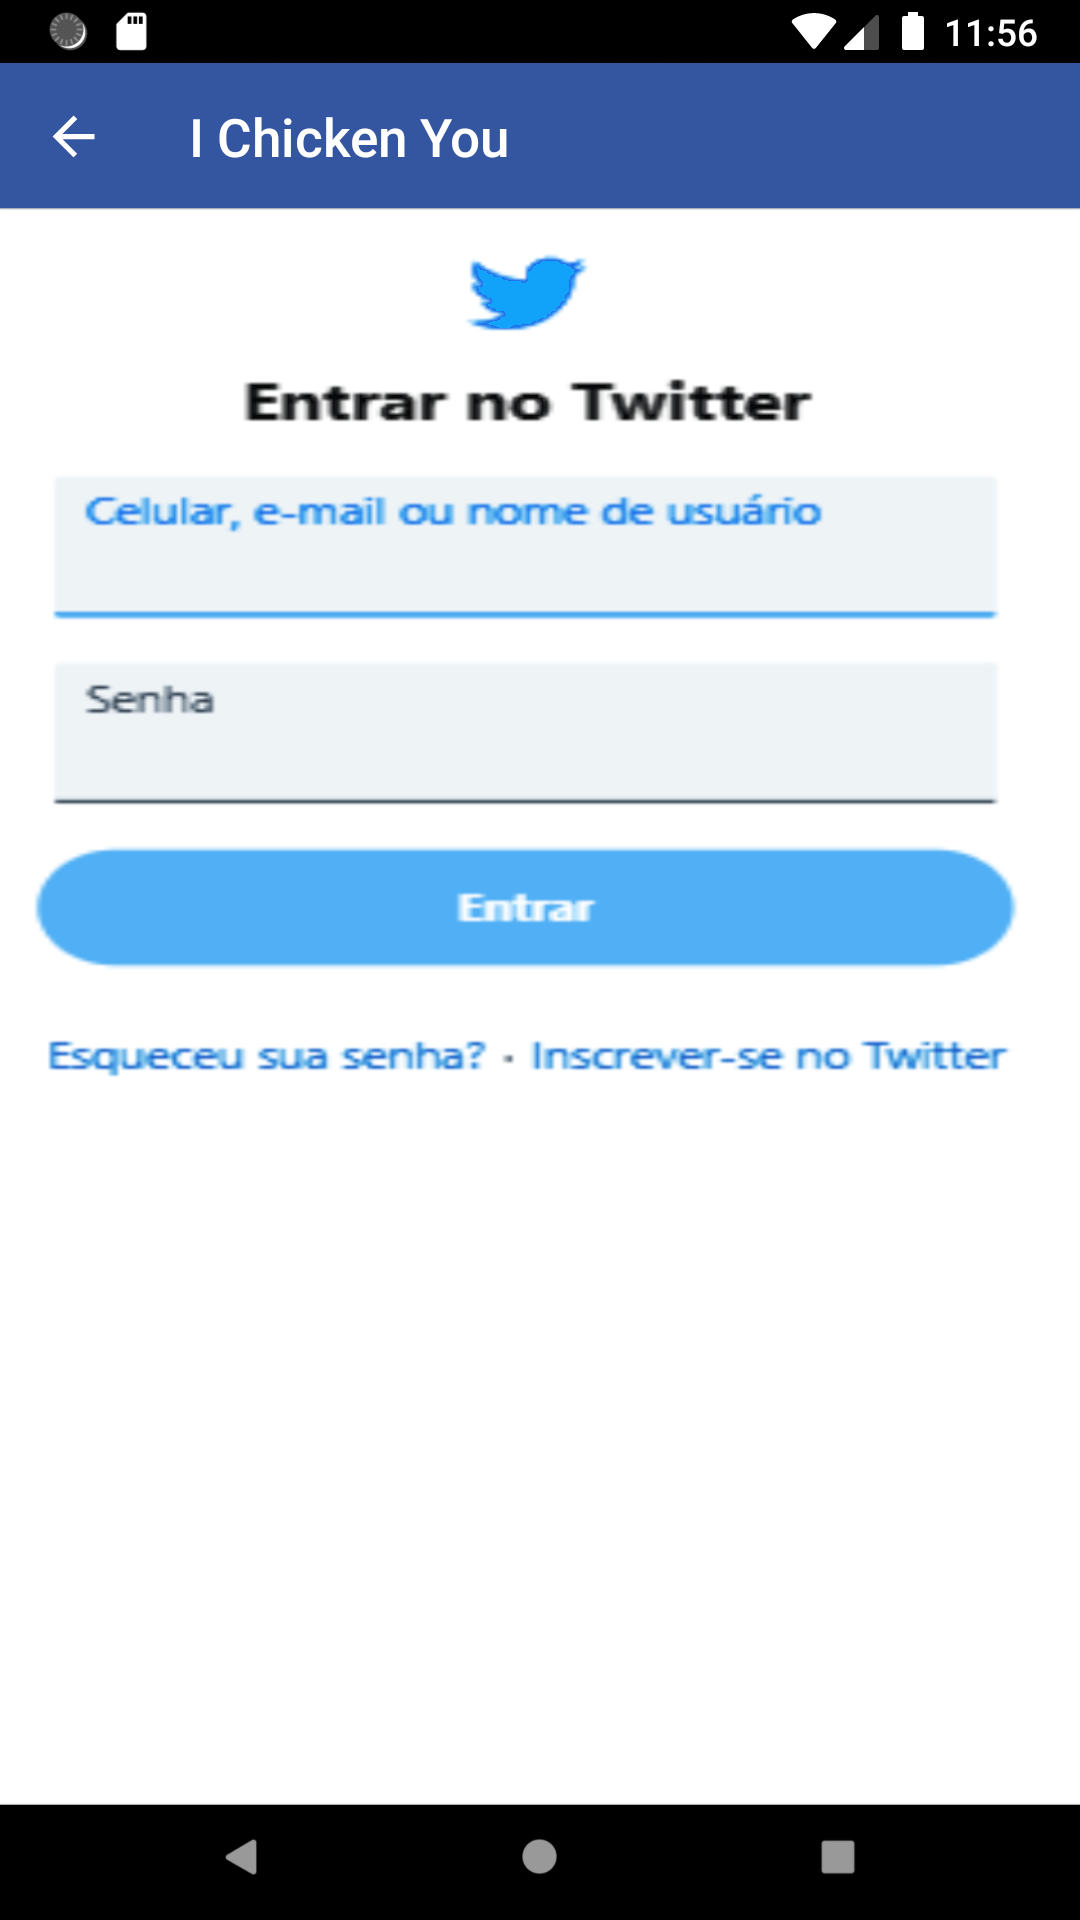 11:56
I Chicken You
Entrar no Twitter
Celular, e-mail ou nome de usuário
Senha
Entrar
Esqueceu sua senha? · Inscrever-se no Twitter